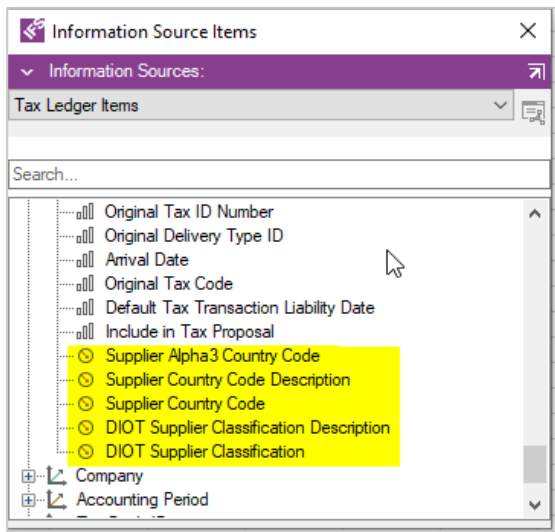 Information Source Items
Information Sources:
Tax Ledger Items
Search...
Original Tax ID Number
Original Delivery Type ID
Arrival Date
Original Tax Code
Default Tax Transaction Liability Date
Include in Tax Proposal
Supplier Alpha3 Country Code
Supplier Country Code Description
Supplier Country Code
DIOT Supplier Classification Description
DIOT Supplier Classification
Company
Accounting Period